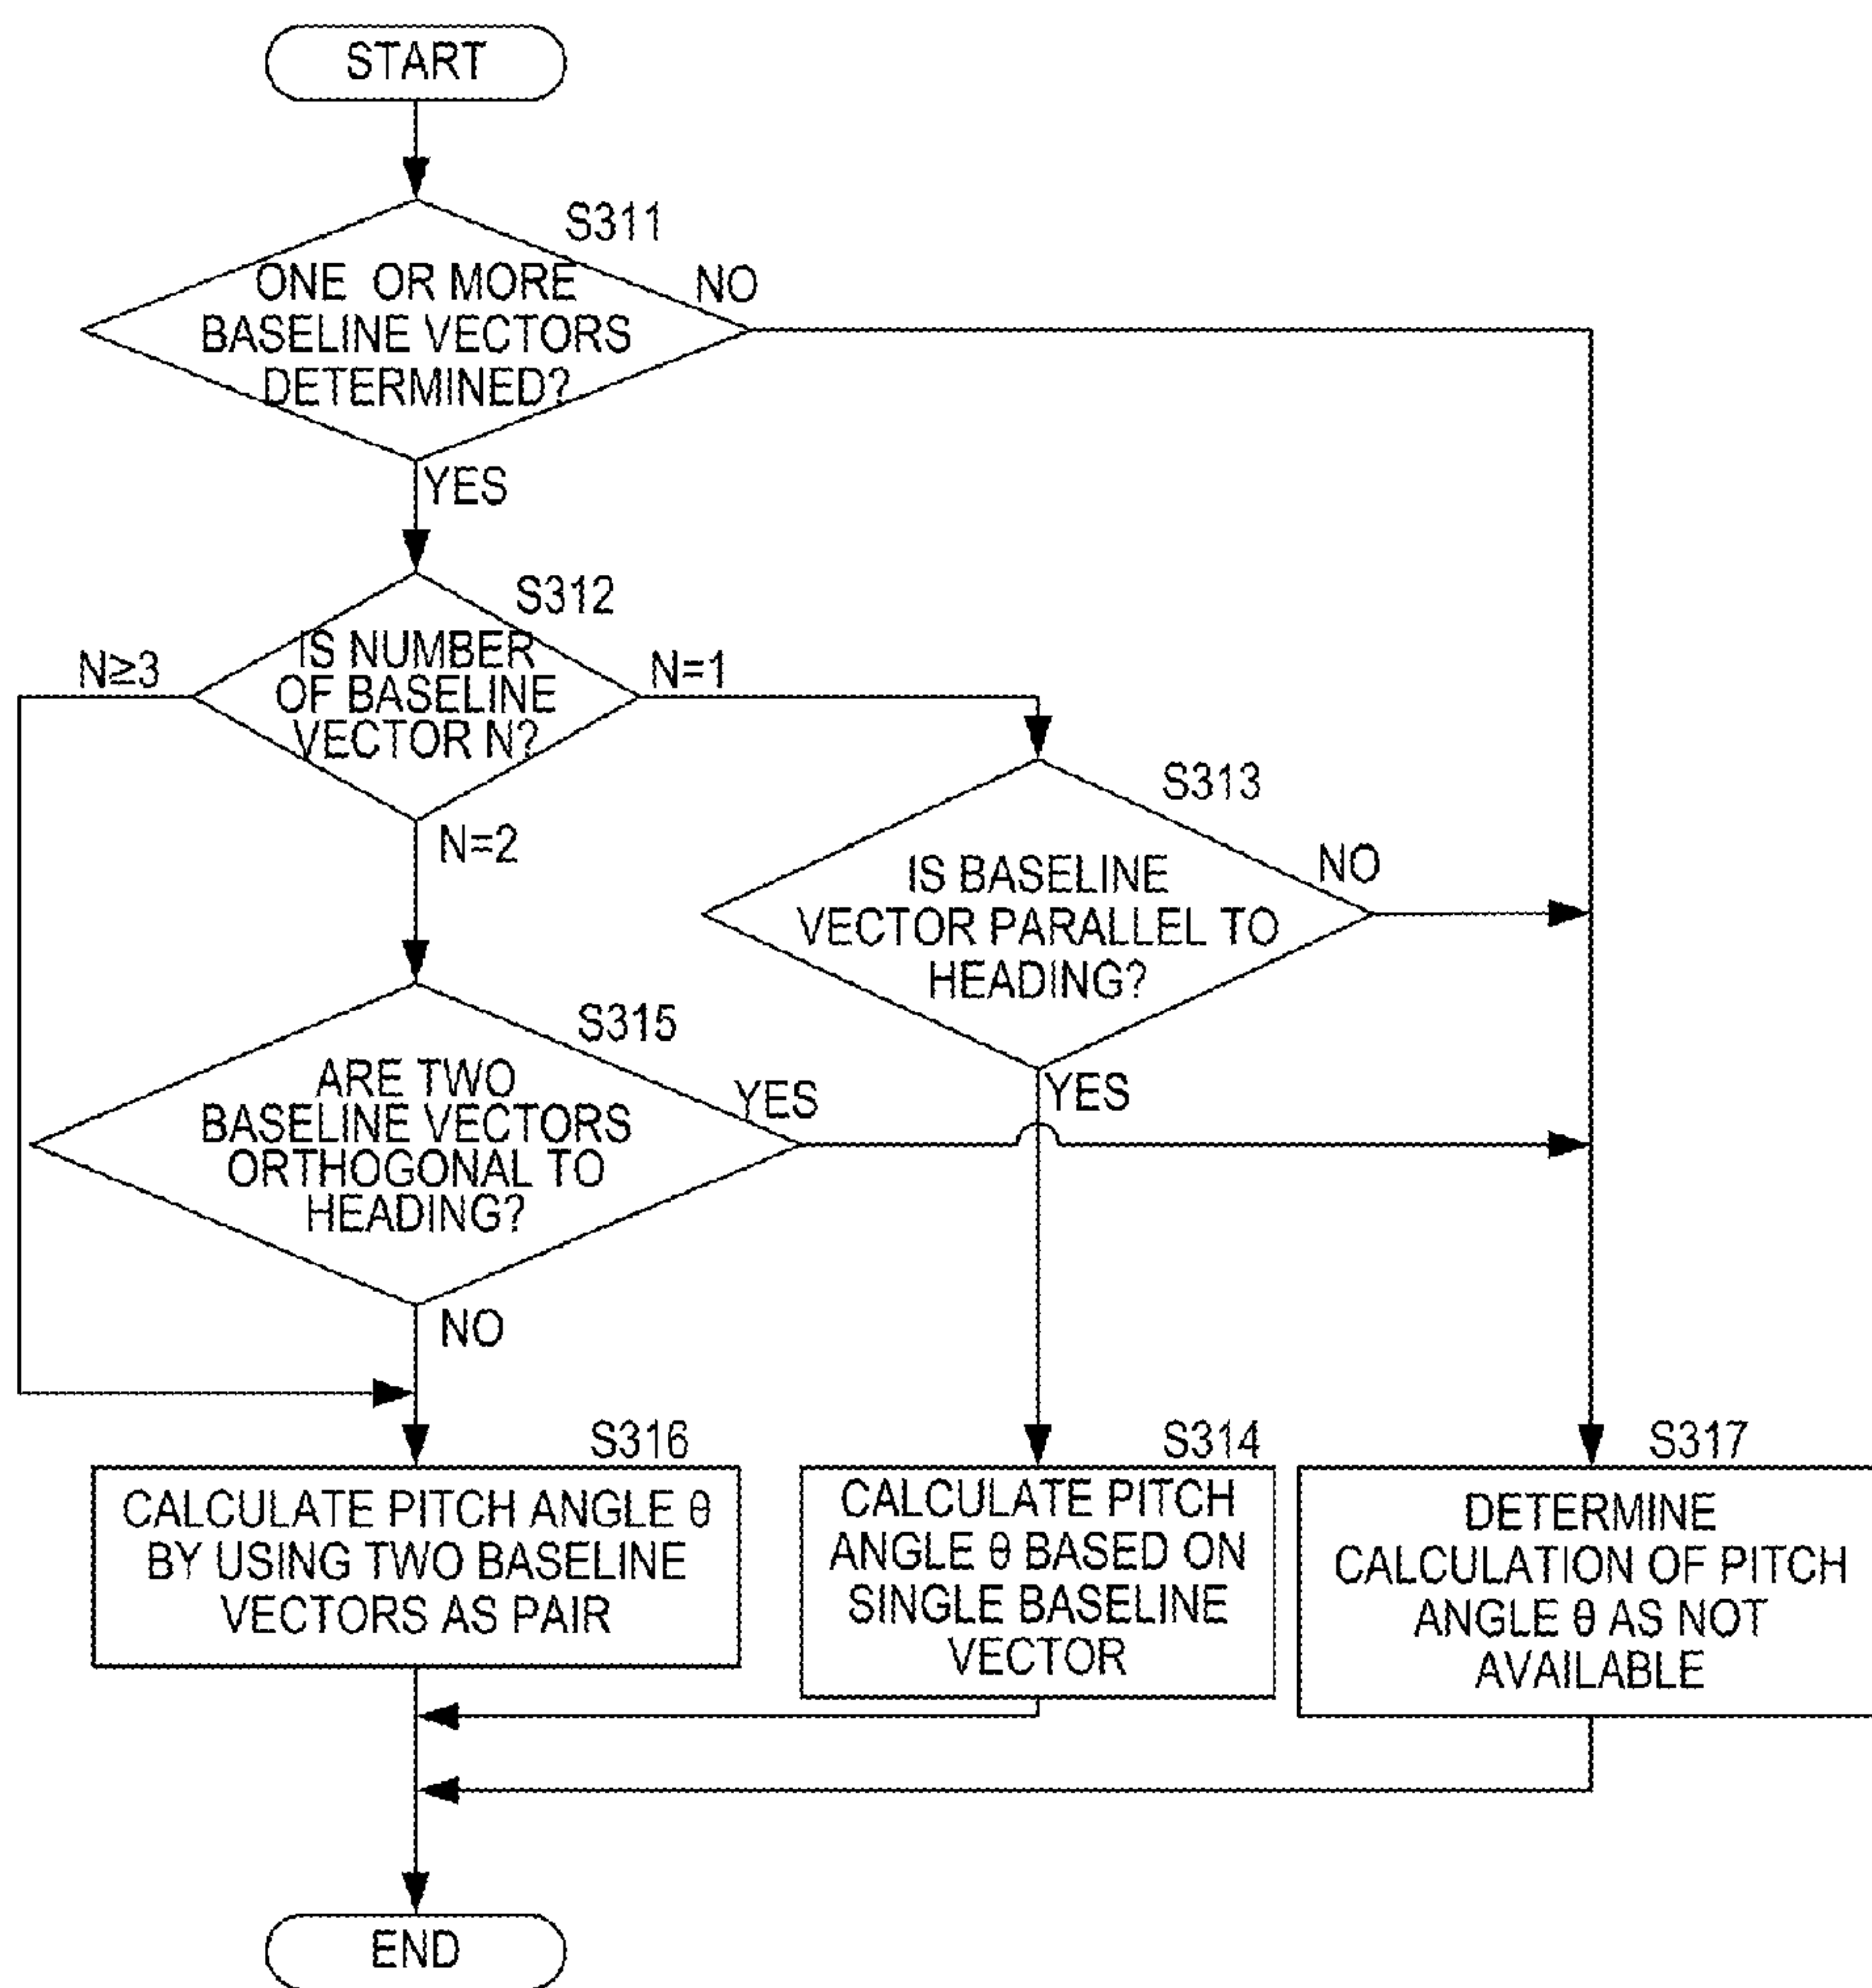 START
S311
ONE OR MORE
BASELINE VECTORS
DETERMINED?
NO
YES
S312
IS NUMBER
OF BASELINE
VECTOR N?
N≥3
N=1
N=2
S313
IS BASELINE
VECTOR PARALLEL TO
HEADING?
NO
YES
S315
ARE TWO
BASELINE VECTORS
ORTHOGONAL TO
HEADING?
YES
NO
S316
CALCULATE PITCH ANGLE θ
BY USING TWO BASELINE
VECTORS AS PAIR
S314
CALCULATE PITCH
ANGLE θ BASED ON
SINGLE BASELINE
VECTOR
S317
DETERMINE
CALCULATION OF PITCH
ANGLE θ AS NOT
AVAILABLE
END